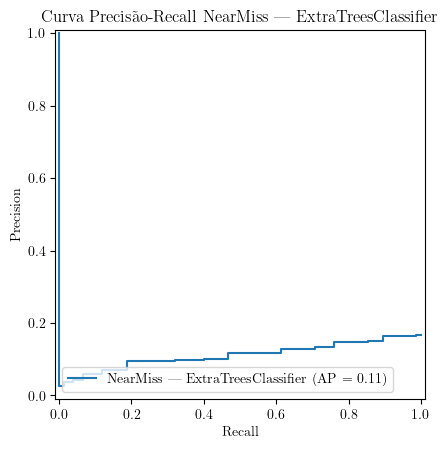 Curva Precisão-Recall NearMiss — ExtraTreesClassifier
1.0
0.8
0.6
0.4
0.2
0.0
Precision
NearMiss — ExtraTreesClassifier (AP = 0.11)
0.0 0.2 0.4 0.6 0.8 1.0
Recall